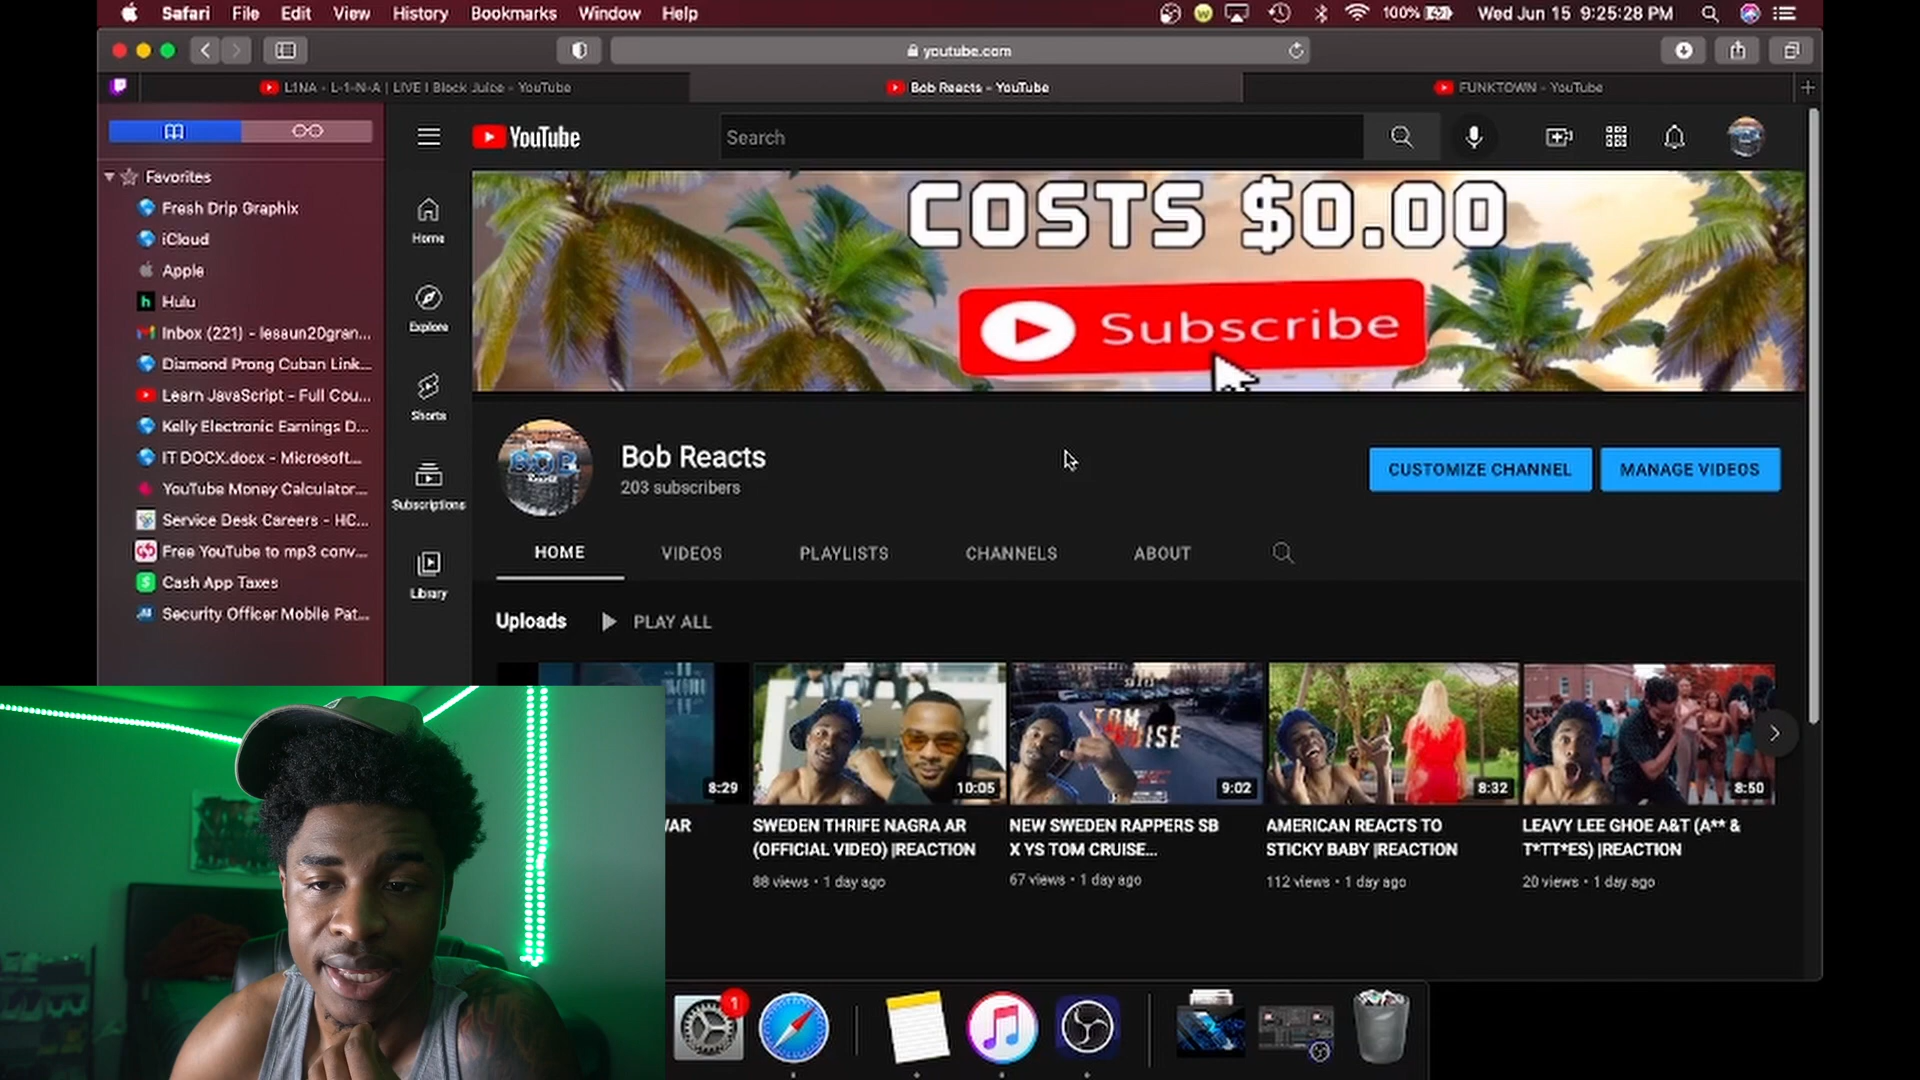 Safari File Edit View History Bookmarks Window Help
100% Wed Jun 15 9:25:28 PM
youtube.com
L1NA - L-1-N-A | LIVE | Block Juice - YouTube
Bob Reacts - YouTube
FUNKTOWN - YouTube
YouTube
Search
Favorites
Fresh Drip Graphix
iCloud
Apple
Hulu
Inbox (221) - lesaun2Dgran...
Diamond Prong Cuban Link...
Learn JavaScript - Full Cou...
Kelly Electronic Earnings D...
IT DOCX.docx - Microsoft...
YouTube Money Calculator...
Service Desk Careers - HC...
Free YouTube to mp3 conv...
Cash App Taxes
Security Officer Mobile Pat...
Home
Explore
Shorts
Subscriptions
Library
COSTS $0.00
Subscribe
BOB
Bob Reacts
203 subscribers
CUSTOMIZE CHANNEL
MANAGE VIDEOS
HOME VIDEOS PLAYLISTS CHANNELS ABOUT
Uploads PLAY ALL
TOM
8:29
10:05
9:02
8:32
8:50
SWEDEN THRIFE NAGRA AR
(OFFICIAL VIDEO) |REACTION
88 views • 1 day ago
NEW SWEDEN RAPPERS SB
X YS TOM CRUISE...
67 views • 1 day ago
AMERICAN REACTS TO
STICKY BABY |REACTION
112 views • 1 day ago
LEAVY LEE GHOE A&T (A** &
T*TT*ES) |REACTION
20 views • 1 day ago
1